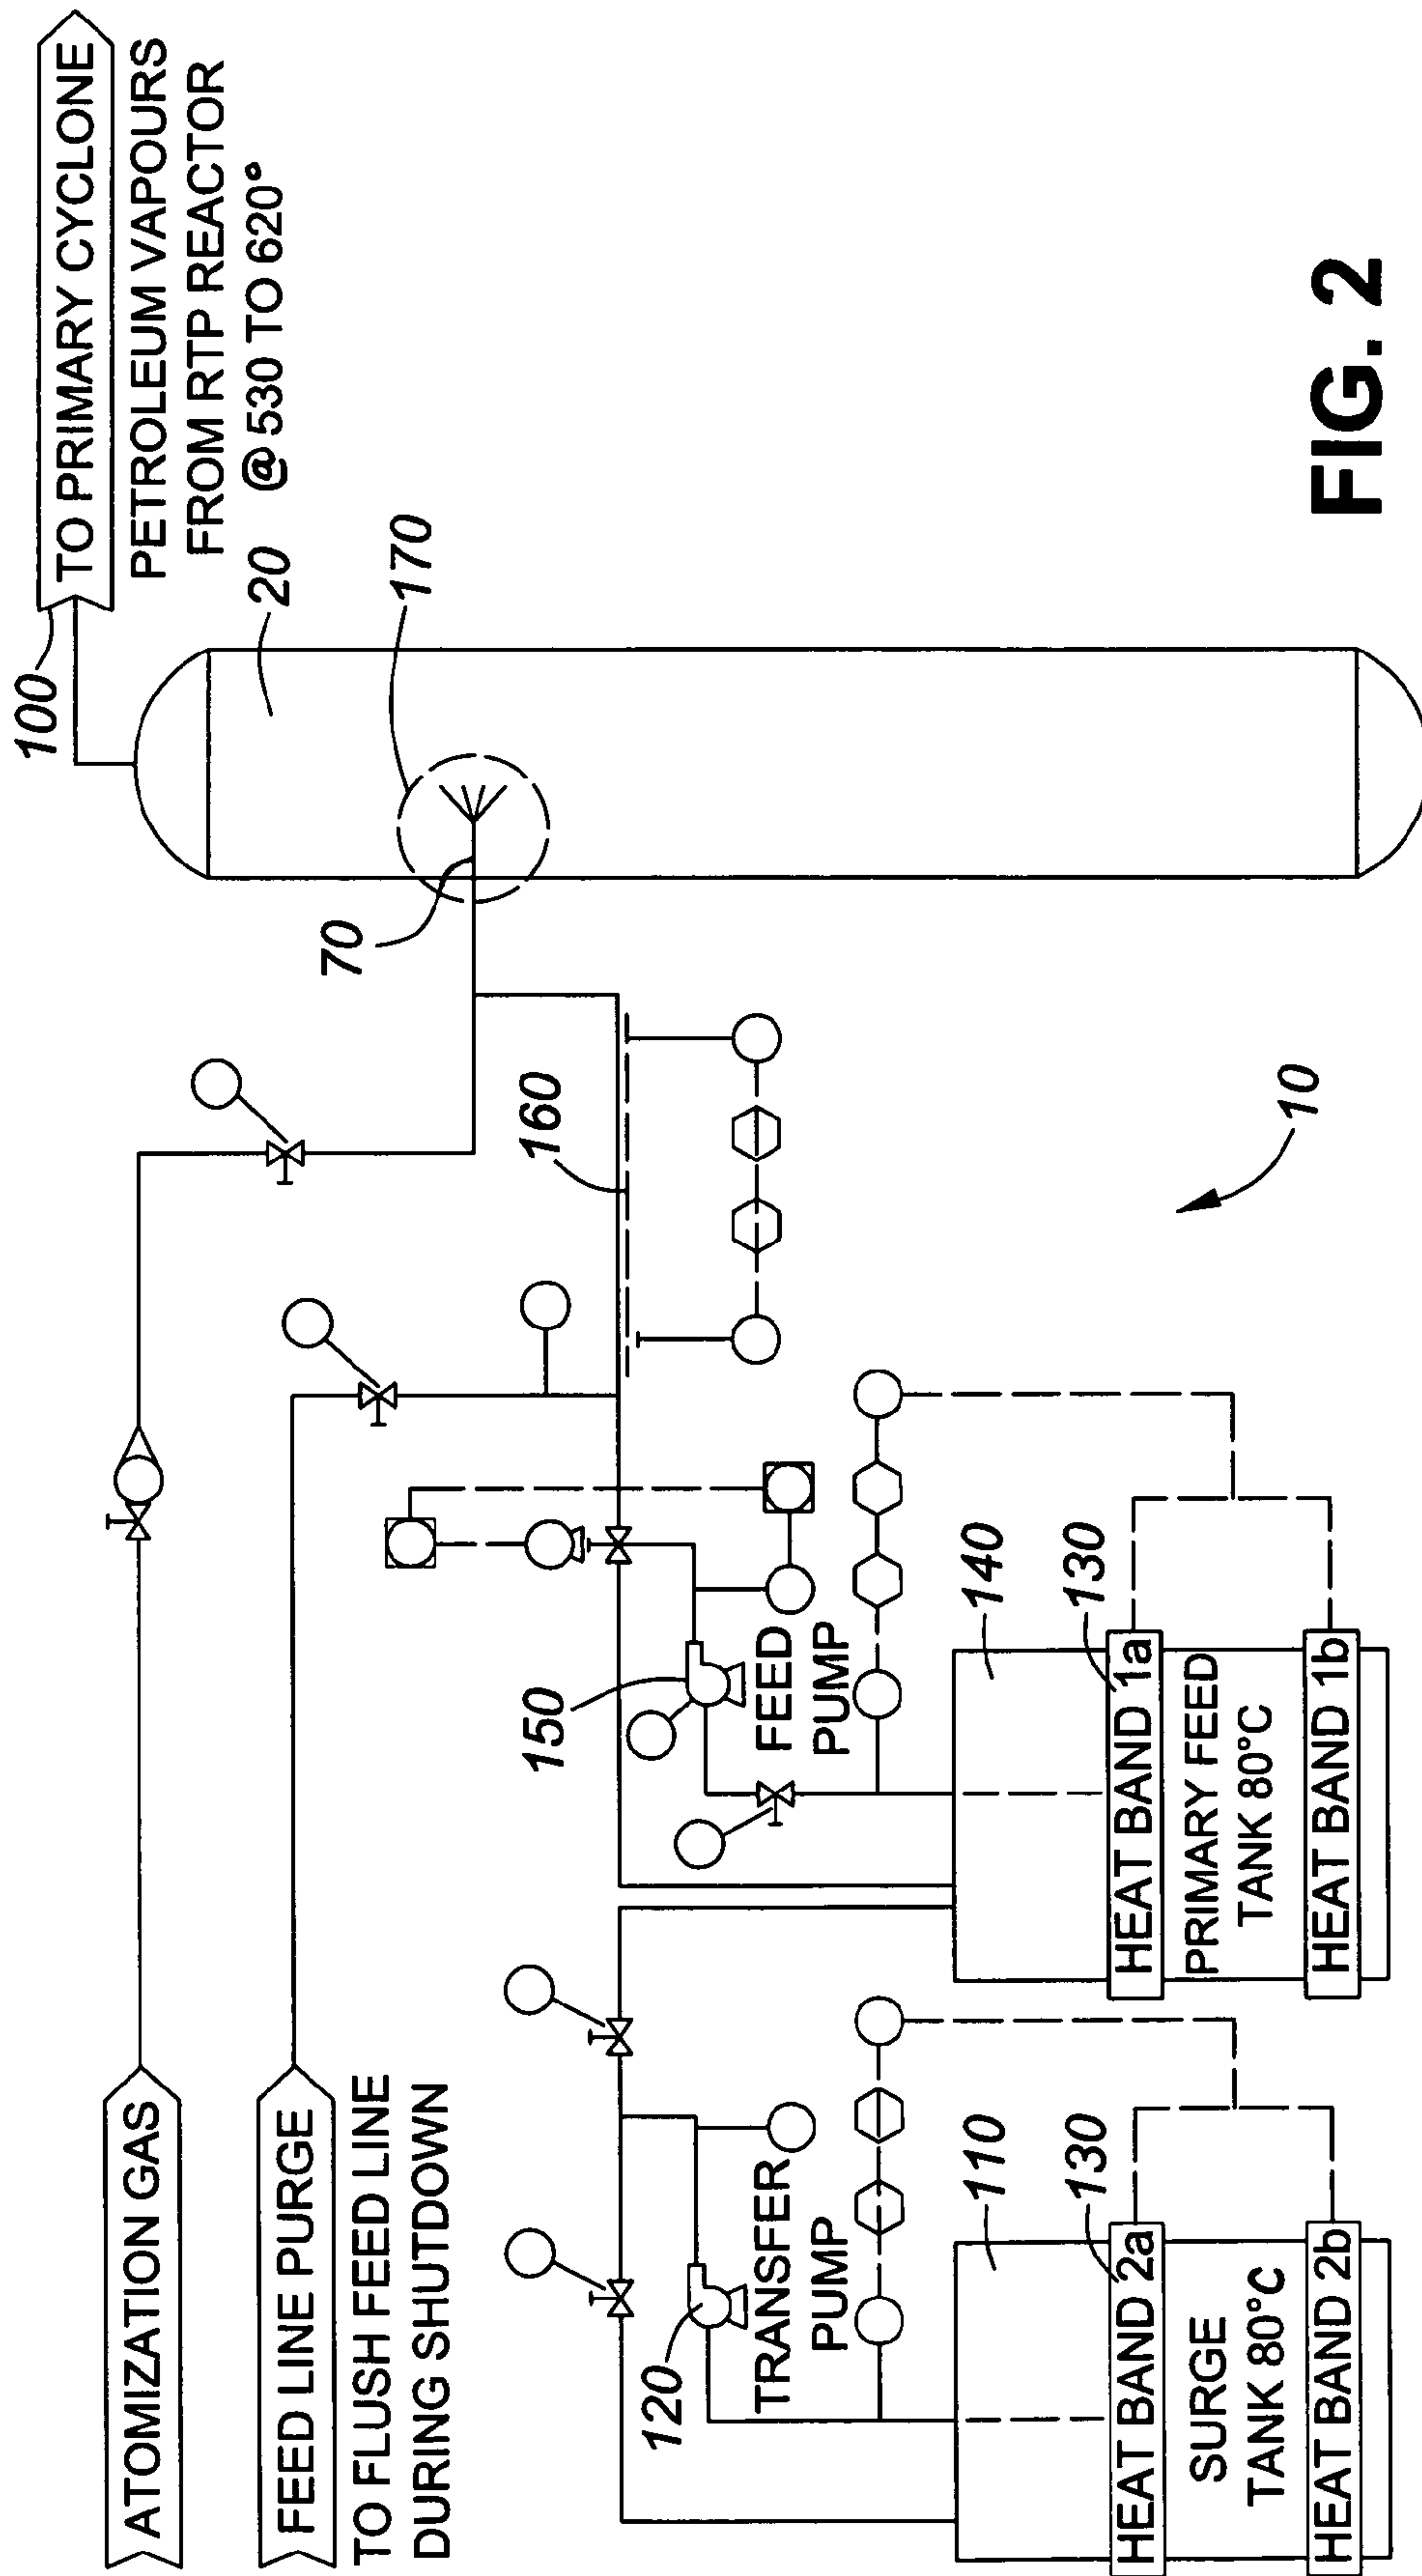 TO PRIMARY CYCLONE
100
PETROLEUM VAPOURS
FROM RTP REACTOR
@ 530 TO 620°
20
170
70
ATOMIZATION GAS
FEED LINE PURGE
TO FLUSH FEED LINE
DURING SHUTDOWN
160
150
FEED
PUMP
120
TRANSFER
PUMP
140
130
HEAT BAND 1a
PRIMARY FEED
TANK 80°C
HEAT BAND 1b
110
130
HEAT BAND 2a
SURGE
TANK 80°C
HEAT BAND 2b
10
FIG. 2